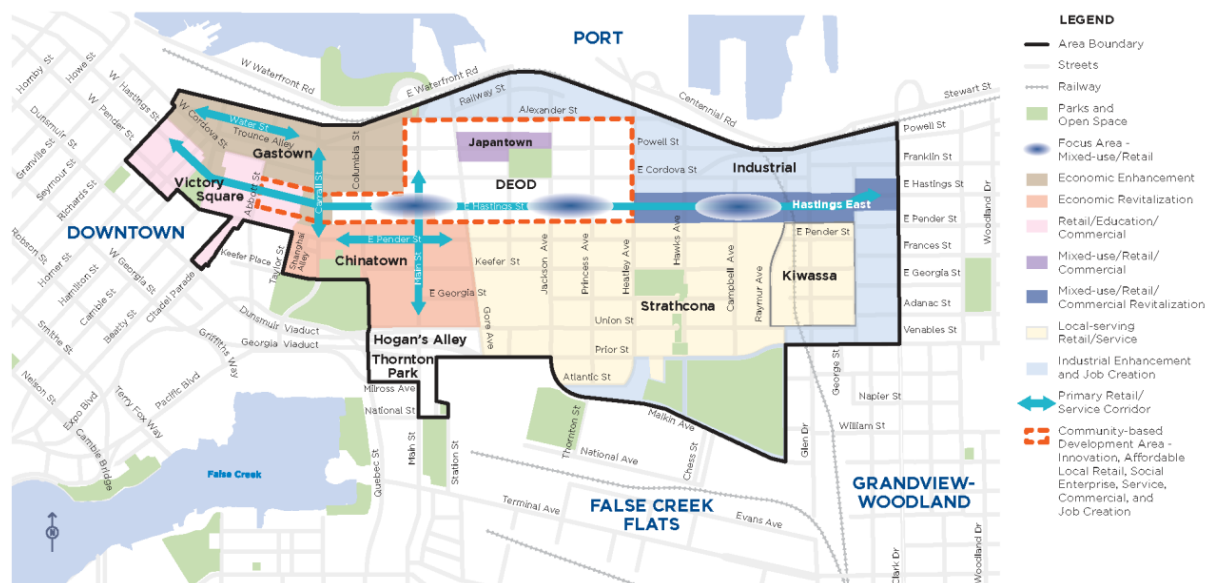 LEGEND
Area Boundary
Streets
Railway
Parks and
Open Space
Focus Area -
Mixed-use/Retail
Economic Enhancement
Economic Revitalization
Retail/Education/
Commercial
Mixed-use/Retail/
Commercial
Mixed-use/Retail/
Commercial Revitalization
Local-serving
Retail/Service
Industrial Enhancement
and Job Creation
Primary Retail/
Service Corridor
Community-based
Development Area -
Innovation, Affordable
Local Retail, Social
Enterprise, Service,
Commercial, and
Job Creation
PORT
DOWNTOWN
FALSE CREEK
FLATS
GRANDVIEW-
WOODLAND
False Creek
Gastown
Victory
Square
Japantown
DEOD
Industrial
Hastings East
Chinatown
Strathcona
Kiwassa
Hogan's Alley
Thornton
Park
Hornby St
Howe St
W Hastings St
W Pender St
Dunsmuir St
Granville St
Seymour St
Richards St
Robson St
Homer St
Hamilton St
W Georgia St
Cambie St
Beatty St
Citadel Parade
Smithe St
Nelson St
Expo Blvd
Terry Fox Way
Pacific Blvd
Griffiths Way
Cambie Bridge
W Waterfront Rd
E Waterfront Rd
Railway St
Alexander St
Centennial Rd
Stewart St
W Cordova St
Water St
Trounce Alley
Abbott St
Carrall St
Columbia St
Powell St
E Cordova St
E Hastings St
E Pender St
Main St
Shanghai
Alley
Taylor St
Keefer Place
Keefer St
E Georgia St
Gore Ave
Union St
Prior St
Atlantic St
Jackson Ave
Princess Ave
Heatley Ave
Hawks Ave
Campbell Ave
Raymur Ave
E Pender St
Dunsmuir Viaduct
Georgia Viaduct
Milross Ave
National St
Quebec St
Main St
Station St
Thornton St
Malkin Ave
National Ave
Chess St
Terminal Ave
Evans Ave
Glen Dr
George St
Clark Dr
Woodland Dr
Woodland Dr
Powell St
Franklin St
E Hastings St
E Pender St
Frances St
E Georgia St
Adanac St
Venables St
Napier St
William St
N